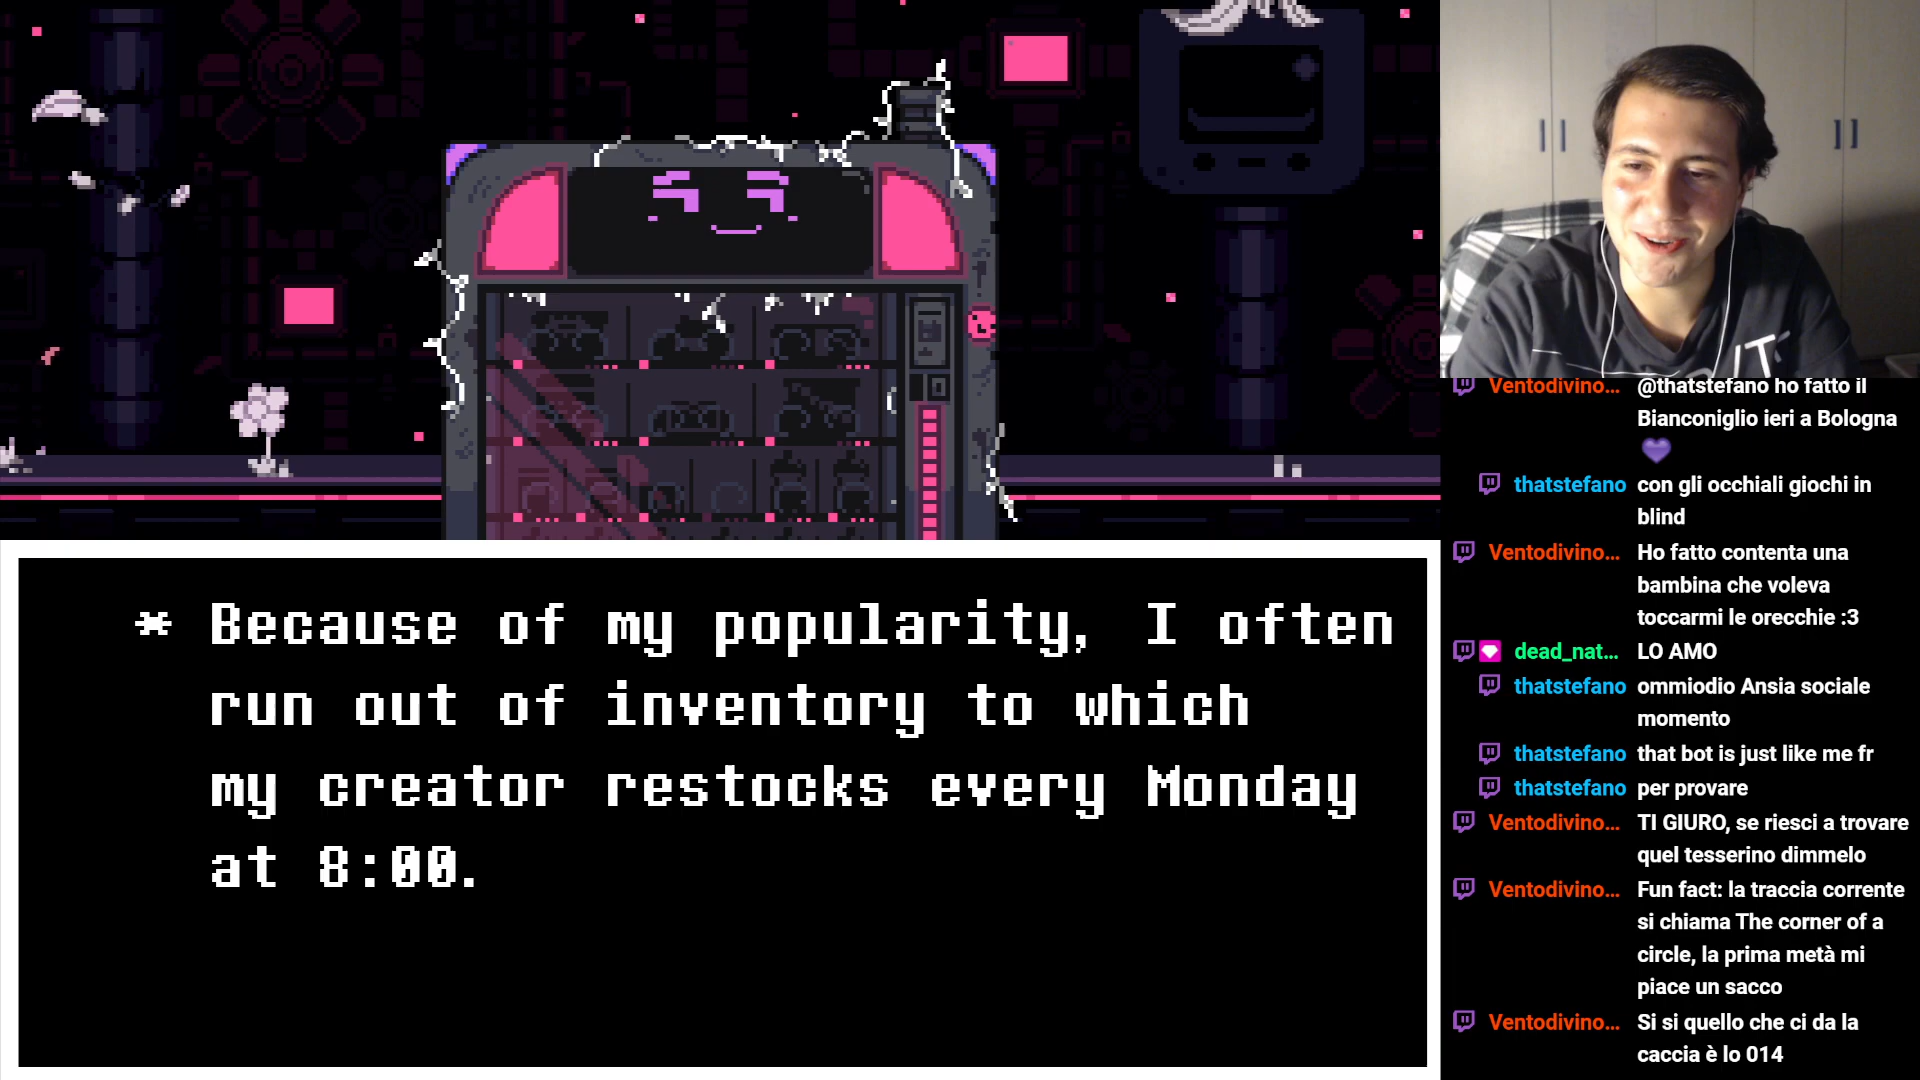 * Because of my popularity, I often
run out of inventory to which
my creator restocks every Monday
at 8:00.
IT
Ventodivino... @thatstefano ho fatto il
Bianconiglio ieri a Bologna
💜
thatstefano con gli occhiali giochi in
blind
Ventodivino... Ho fatto contenta una
bambina che voleva
toccarmi le orecchie :3
dead_nat... LO AMO
thatstefano ommiodio Ansia sociale
momento
thatstefano that bot is just like me fr
thatstefano per provare
Ventodivino... TI GIURO, se riesci a trovare
quel tesserino dimmelo
Ventodivino... Fun fact: la traccia corrente
si chiama The corner of a
circle, la prima metà mi
piace un sacco
Ventodivino... Si si quello che ci da la
caccia è lo 014